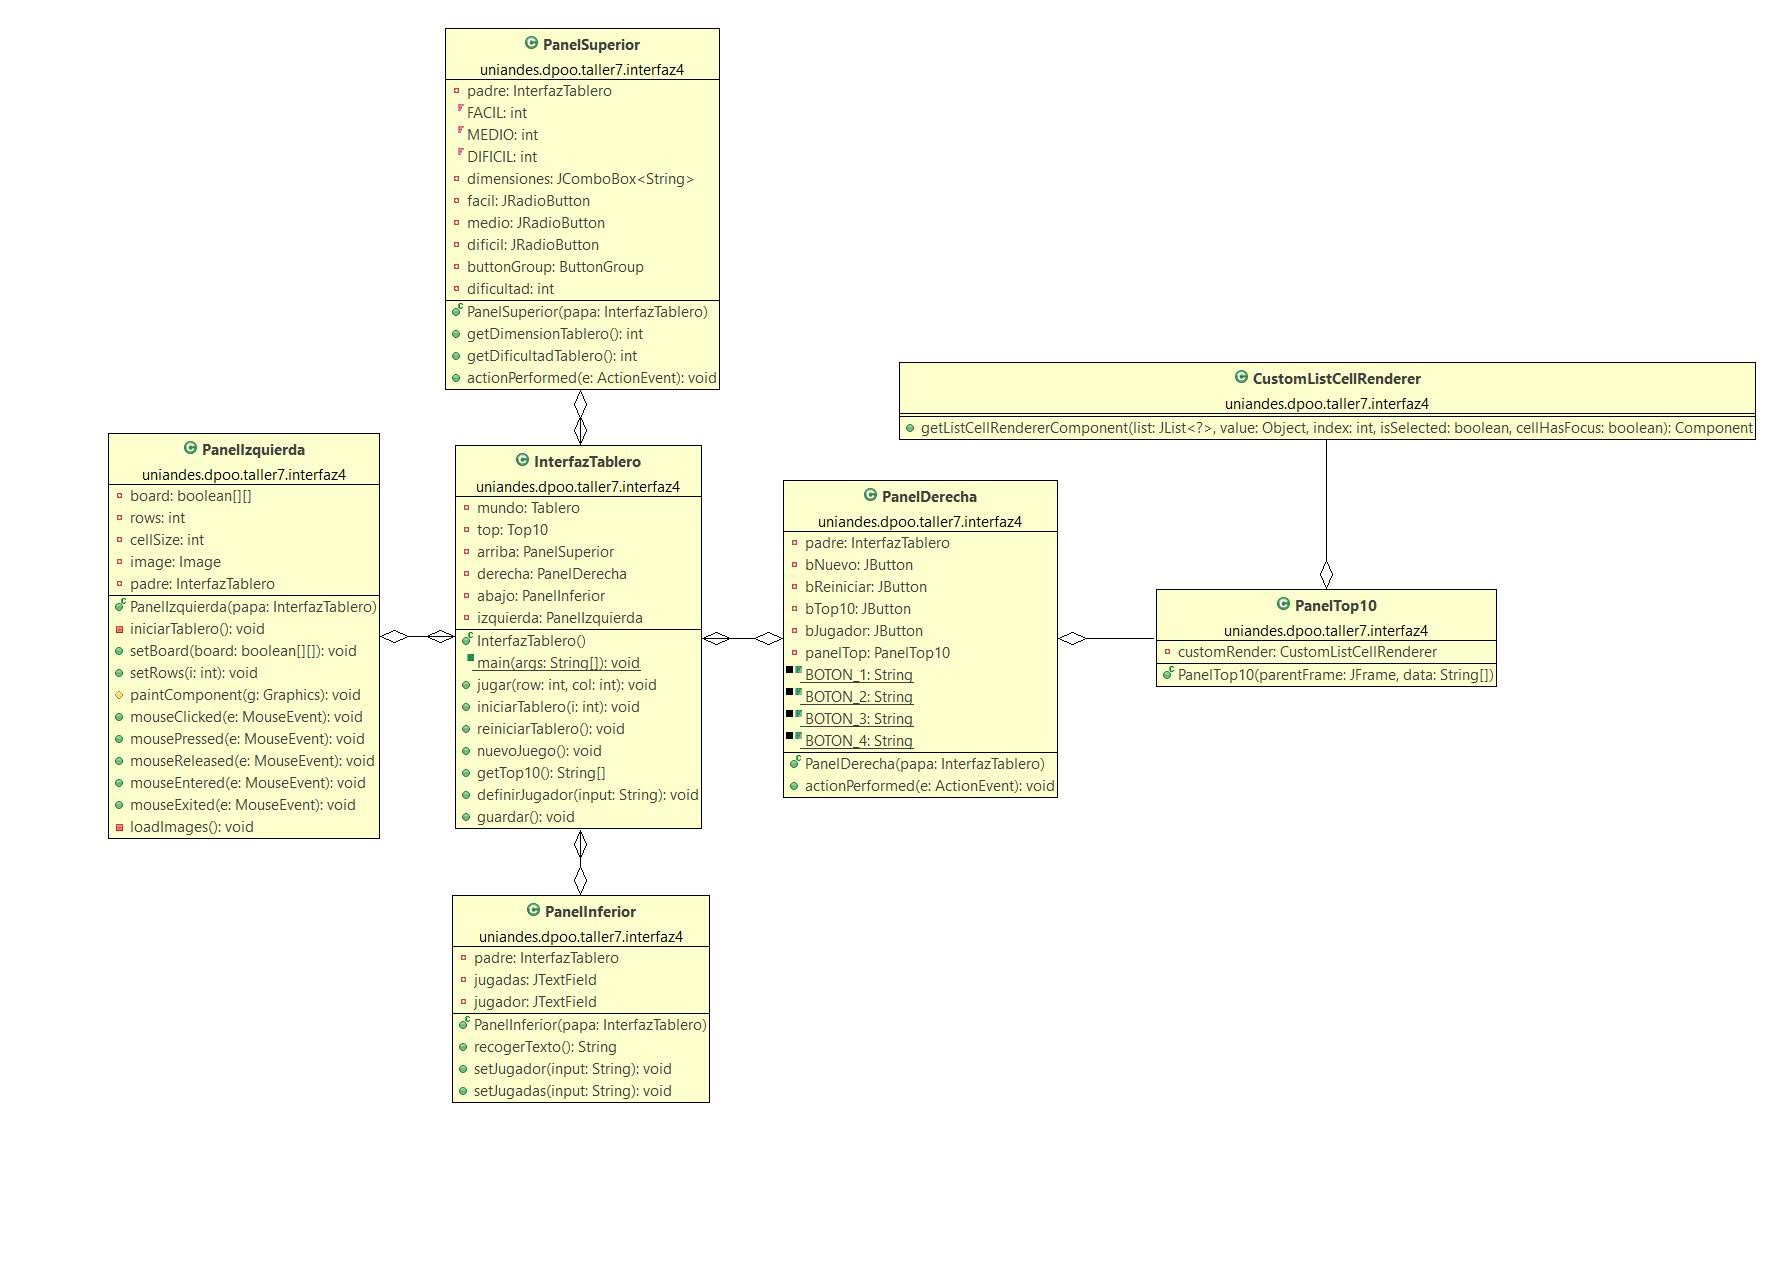 PanelSuperior
uniandes.dpoo.taller7.interfaz4
padre: InterfazTablero
FACIL: int
MEDIO: int
DIFICIL: int
dimensiones: JComboBox<String>
facil: JRadioButton
medio: JRadioButton
dificil: JRadioButton
buttonGroup: ButtonGroup
dificultad: int
PanelSuperior(papa: InterfazTablero)
getDimensionTablero(): int
getDificultadTablero(): int
actionPerformed(e: ActionEvent): void
CustomListCellRenderer
uniandes.dpoo.taller7.interfaz4
getListCellRendererComponent(list: JList<?>, value: Object, index: int, isSelected: boolean, cellHasFocus: boolean): Component
PanelIzquierda
uniandes.dpoo.taller7.interfaz4
board: boolean[][]
rows: int
cellSize: int
image: Image
padre: InterfazTablero
PanelIzquierda(papa: InterfazTablero)
iniciarTablero(): void
setBoard(board: boolean[][]): void
setRows(i: int): void
paintComponent(g: Graphics): void
mouseClicked(e: MouseEvent): void
mousePressed(e: MouseEvent): void
mouseReleased(e: MouseEvent): void
mouseEntered(e: MouseEvent): void
mouseExited(e: MouseEvent): void
loadImages(): void
InterfazTablero
uniandes.dpoo.taller7.interfaz4
mundo: Tablero
top: Top10
arriba: PanelSuperior
derecha: PanelDerecha
abajo: PanelInferior
izquierda: PanelIzquierda
InterfazTablero()
main(args: String[]): void
jugar(row: int, col: int): void
iniciarTablero(i: int): void
reiniciarTablero(): void
nuevoJuego(): void
getTop10(): String[]
definirJugador(input: String): void
guardar(): void
PanelDerecha
uniandes.dpoo.taller7.interfaz4
padre: InterfazTablero
bNuevo: JButton
bReiniciar: JButton
bTop10: JButton
bJugador: JButton
panelTop: PanelTop10
BOTON_1: String
BOTON_2: String
BOTON_3: String
BOTON_4: String
PanelDerecha(papa: InterfazTablero)
actionPerformed(e: ActionEvent): void
PanelTop10
uniandes.dpoo.taller7.interfaz4
customRender: CustomListCellRenderer
PanelTop10(parentFrame: JFrame, data: String[])
PanelInferior
uniandes.dpoo.taller7.interfaz4
padre: InterfazTablero
jugadas: JTextField
jugador: JTextField
PanelInferior(papa: InterfazTablero)
recogerTexto(): String
setJugador(input: String): void
setJugadas(input: String): void